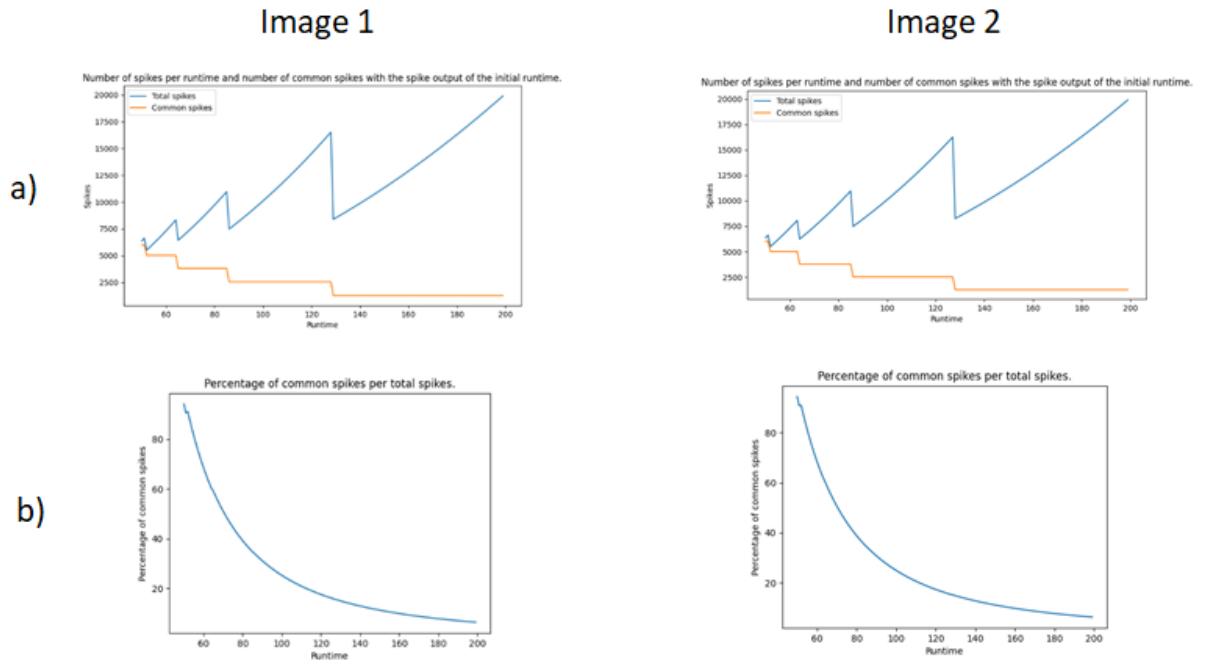 Image 1
Image 2
a)
Number of spikes per runtime and number of common spikes with the spike output of the initial runtime.
Total spikes
Common spikes
20000
17500
15000
12500
10000
7500
5000
2500
Spikes
60 80 100 120 140 160 180 200
Runtime
Number of spikes per runtime and number of common spikes with the spike output of the initial runtime.
Total spikes
Common spikes
20000
17500
15000
12500
10000
7500
5000
2500
Spikes
60 80 100 120 140 160 180 200
Runtime
b)
Percentage of common spikes per total spikes.
80
60
40
20
Percentage of common spikes
60 80 100 120 140 160 180 200
Runtime
Percentage of common spikes per total spikes.
80
60
40
20
Percentage of common spikes
60 80 100 120 140 160 180 200
Runtime